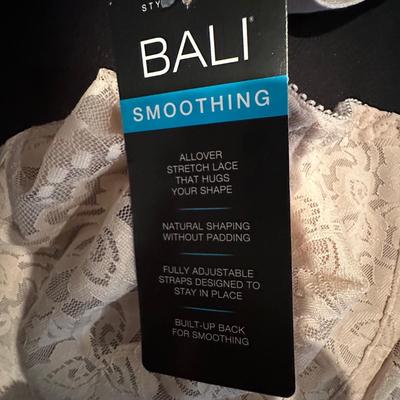 BALI®
SMOOTHING
ALLOVER
STRETCH LACE
THAT HUGS
YOUR SHAPE
NATURAL SHAPING
WITHOUT PADDING
FULLY ADJUSTABLE
STRAPS DESIGNED TO
STAY IN PLACE
BUILT-UP BACK
FOR SMOOTHING